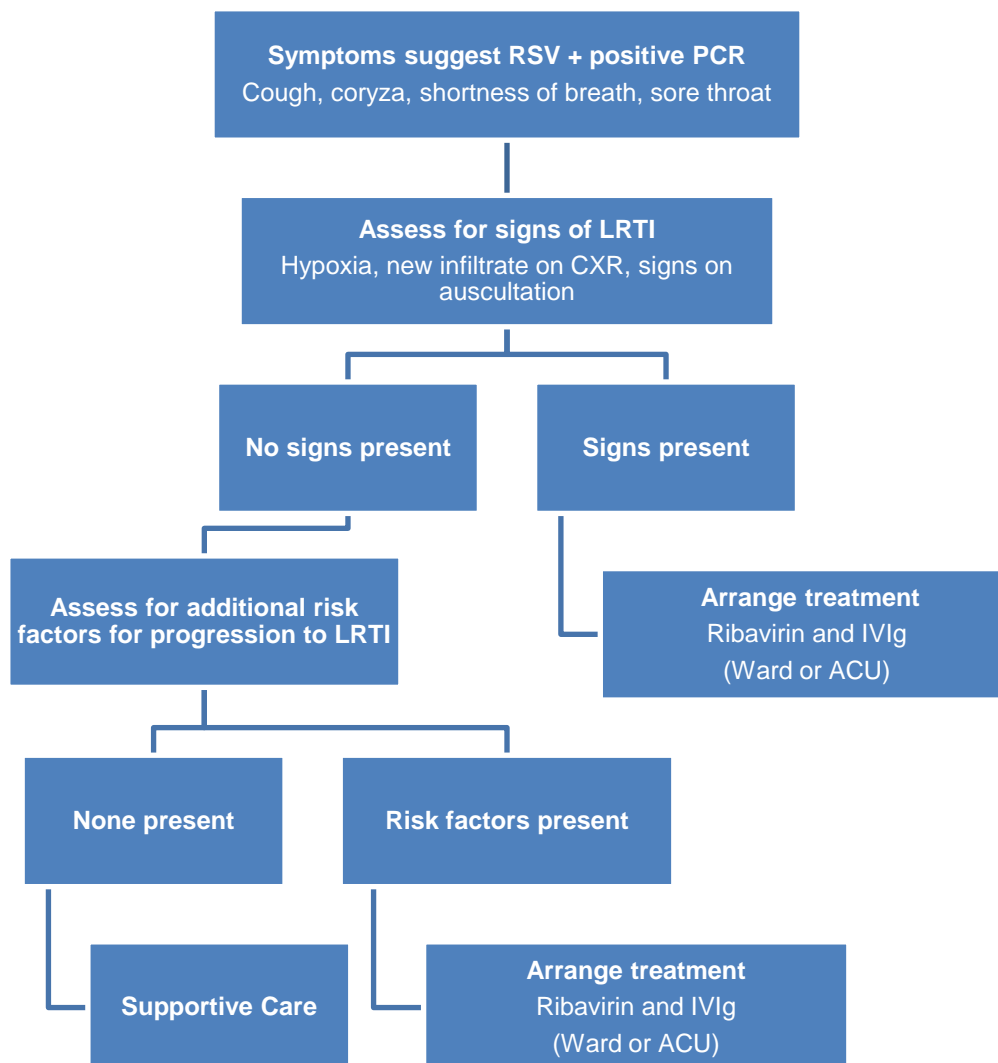 Symptoms suggest RSV + positive PCR
Cough, coryza, shortness of breath, sore throat
Assess for signs of LRTI
Hypoxia, new infiltrate on CXR, signs on
auscultation
No signs present
Signs present
Assess for additional risk
factors for progression to LRTI
Arrange treatment
Ribavirin and IVIg
(Ward or ACU)
None present
Risk factors present
Supportive Care
Arrange treatment
Ribavirin and IVIg
(Ward or ACU)